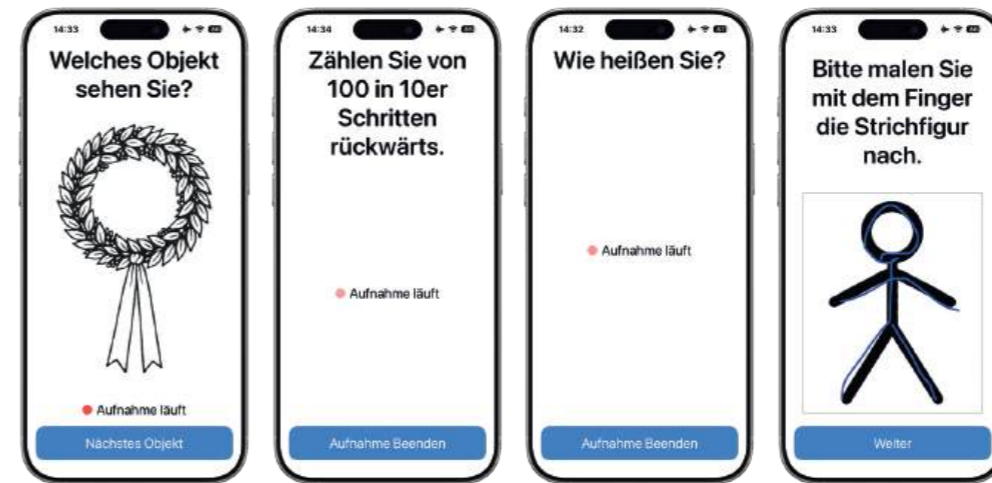 14:33
Welches Objekt
sehen Sie?
Aufnahme läuft
Nächstes Objekt
14:34
Zählen Sie von
100 in 10er
Schritten
rückwärts.
Aufnahme läuft
Aufnahme Beenden
14:32
Wie heißen Sie?
Aufnahme läuft
Aufnahme Beenden
14:33
Bitte malen Sie
mit dem Finger
die Strichfigur
nach.
Weiter